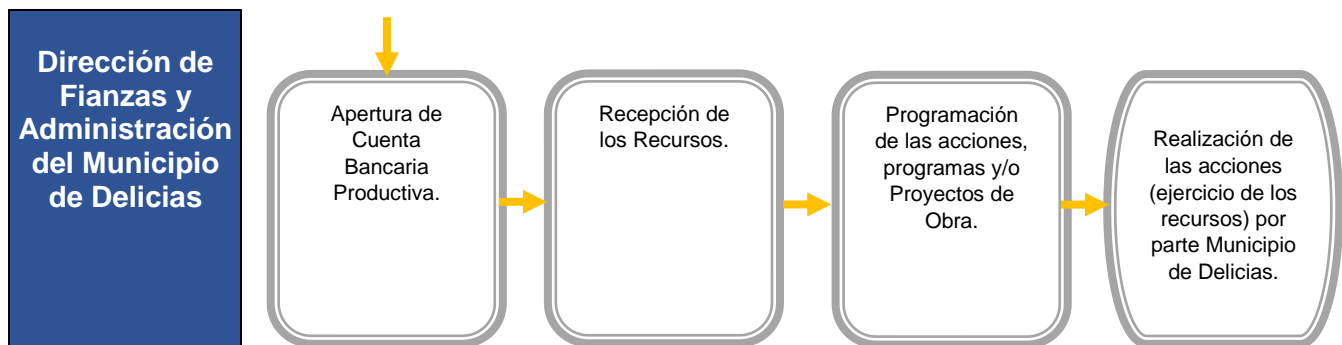 Dirección de
Fianzas y
Administración
del Municipio
de Delicias
Apertura de
Cuenta
Bancaria
Productiva.
Recepción de
los Recursos.
Programación
de las acciones,
programas y/o
Proyectos de
Obra.
Realización de
las acciones
(ejercicio de los
recursos) por
parte Municipio
de Delicias.